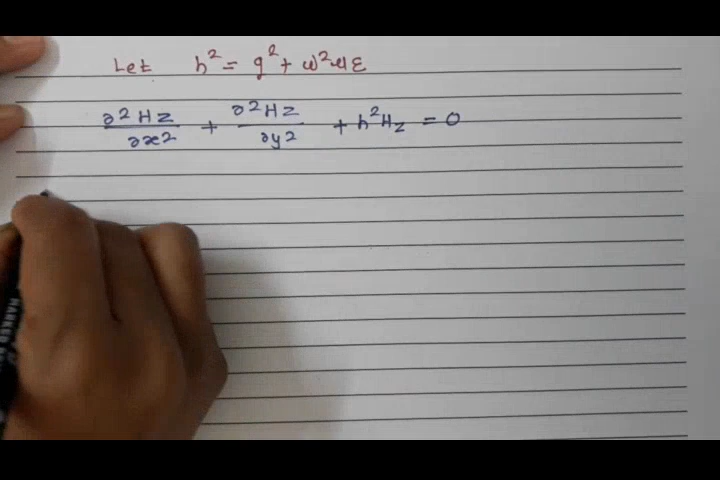 Let h² = g² + ω²με
∂²Hz/∂x² + ∂²Hz/∂y² + h²Hz = 0